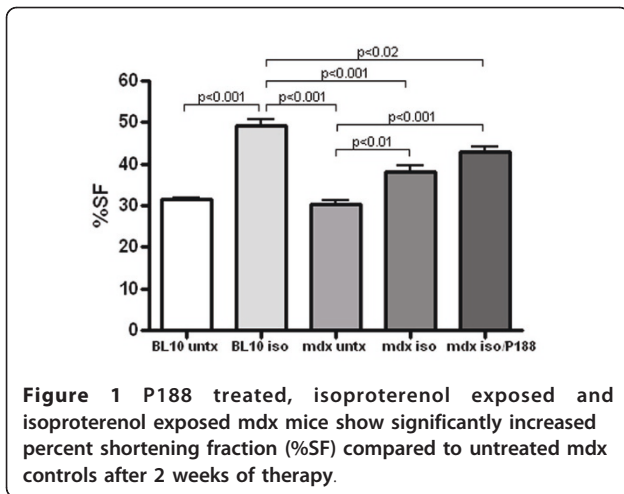 p<0.02
p<0.001
p<0.001 p<0.001
p<0.001
p<0.01
%SF
60
50
40
30
20
10
0
BL10 untx BL10 iso mdx untx mdx iso mdx iso/P188
Figure 1 P188 treated, isoproterenol exposed and
isoproterenol exposed mdx mice show significantly increased
percent shortening fraction (%SF) compared to untreated mdx
controls after 2 weeks of therapy.